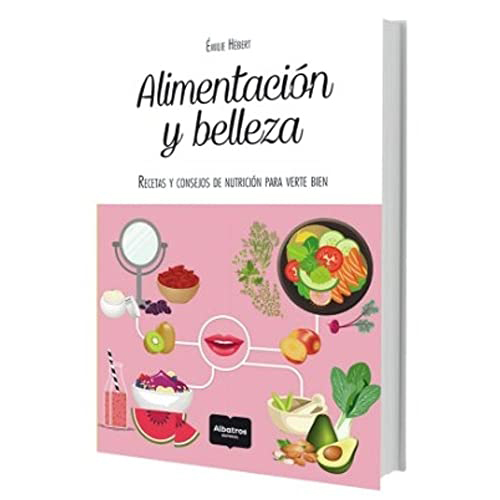 Émilie Hébert
Alimentación
y belleza
Recetas y consejos de nutrición para verte bien
Albatros